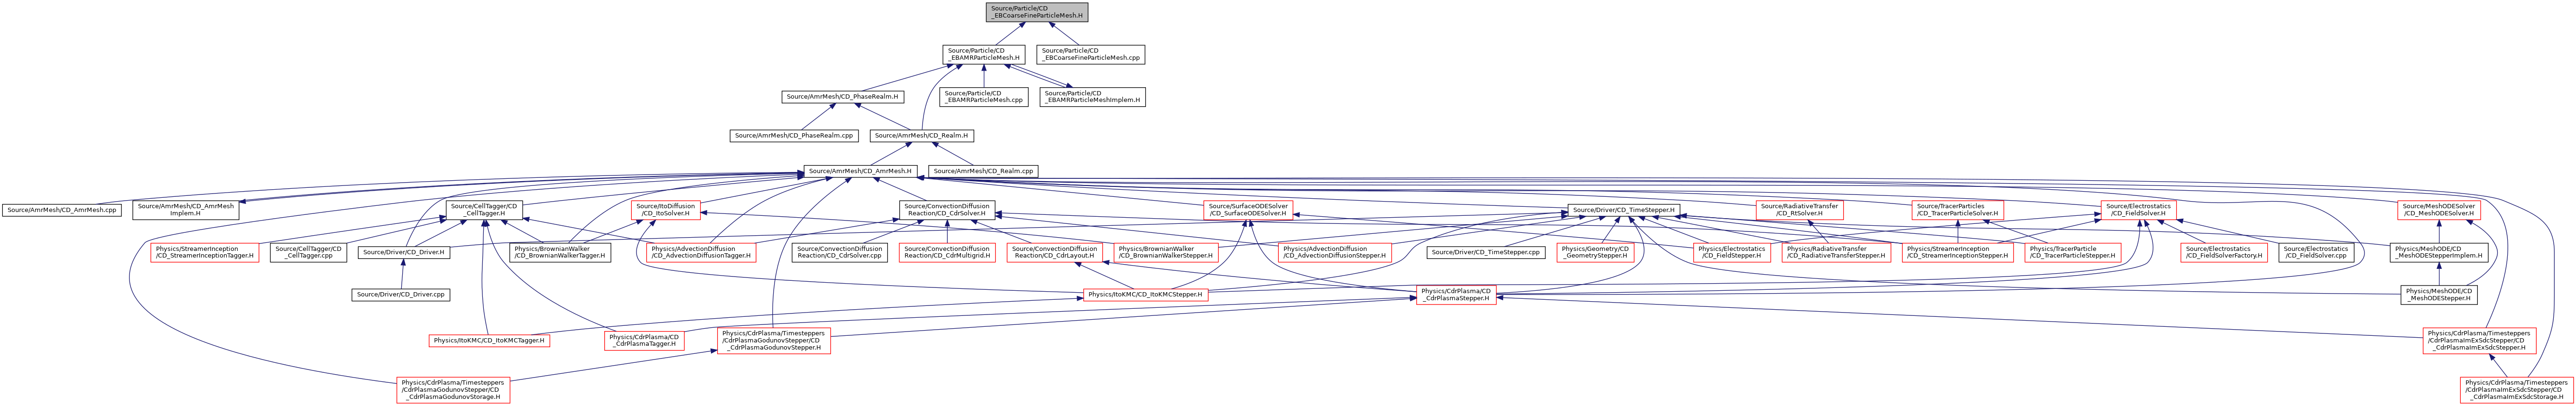 Source/Particle/CD
_EBCoarseFineParticleMesh.H
Source/Particle/CD
_EBAMRParticleMesh.H
Source/Particle/CD
_EBCoarseFineParticleMesh.cpp
Source/AmrMesh/CD_PhaseRealm.H
Source/Particle/CD
_EBAMRParticleMesh.cpp
Source/Particle/CD
_EBAMRParticleMeshImplem.H
Source/AmrMesh/CD_PhaseRealm.cpp
Source/AmrMesh/CD_Realm.H
Source/AmrMesh/CD_AmrMesh.H
Source/AmrMesh/CD_Realm.cpp
Source/AmrMesh/CD_AmrMesh.cpp
Source/AmrMesh/CD_AmrMesh
Implem.H
Source/CellTagger/CD
_CellTagger.H
Source/ItoDiffusion
/CD_ItoSolver.H
Source/ConvectionDiffusion
Reaction/CD_CdrSolver.H
Source/SurfaceODESolver
/CD_SurfaceODESolver.H
Source/Driver/CD_TimeStepper.H
Source/RadiativeTransfer
/CD_RtSolver.H
Source/TracerParticles
/CD_TracerParticleSolver.H
Source/Electrostatics
/CD_FieldSolver.H
Source/MeshODESolver
/CD_MeshODESolver.H
Physics/StreamerInception
/CD_StreamerInceptionTagger.H
Source/CellTagger/CD
_CellTagger.cpp
Source/Driver/CD_Driver.H
Physics/BrownianWalker
/CD_BrownianWalkerTagger.H
Physics/AdvectionDiffusion
/CD_AdvectionDiffusionTagger.H
Source/ConvectionDiffusion
Reaction/CD_CdrSolver.cpp
Source/ConvectionDiffusion
Reaction/CD_CdrMultigrid.H
Source/ConvectionDiffusion
Reaction/CD_CdrLayout.H
Physics/BrownianWalker
/CD_BrownianWalkerStepper.H
Physics/AdvectionDiffusion
/CD_AdvectionDiffusionStepper.H
Source/Driver/CD_TimeStepper.cpp
Physics/Geometry/CD
_GeometryStepper.H
Physics/Electrostatics
/CD_FieldStepper.H
Physics/RadiativeTransfer
/CD_RadiativeTransferStepper.H
Physics/StreamerInception
/CD_StreamerInceptionStepper.H
Physics/TracerParticle
/CD_TracerParticleStepper.H
Source/Electrostatics
/CD_FieldSolverFactory.H
Source/Electrostatics
/CD_FieldSolver.cpp
Physics/MeshODE/CD
_MeshODEStepperImplem.H
Source/Driver/CD_Driver.cpp
Physics/ItoKMC/CD_ItoKMCStepper.H
Physics/CdrPlasma/CD
_CdrPlasmaStepper.H
Physics/MeshODE/CD
_MeshODEStepper.H
Physics/ItoKMC/CD_ItoKMCTagger.H
Physics/CdrPlasma/CD
_CdrPlasmaTagger.H
Physics/CdrPlasma/Timesteppers
/CdrPlasmaGodunovStepper/CD
_CdrPlasmaGodunovStepper.H
Physics/CdrPlasma/Timesteppers
/CdrPlasmaImExSdcStepper/CD
_CdrPlasmaImExSdcStepper.H
Physics/CdrPlasma/Timesteppers
/CdrPlasmaGodunovStepper/CD
_CdrPlasmaGodunovStorage.H
Physics/CdrPlasma/Timesteppers
/CdrPlasmaImExSdcStepper/CD
_CdrPlasmaImExSdcStorage.H